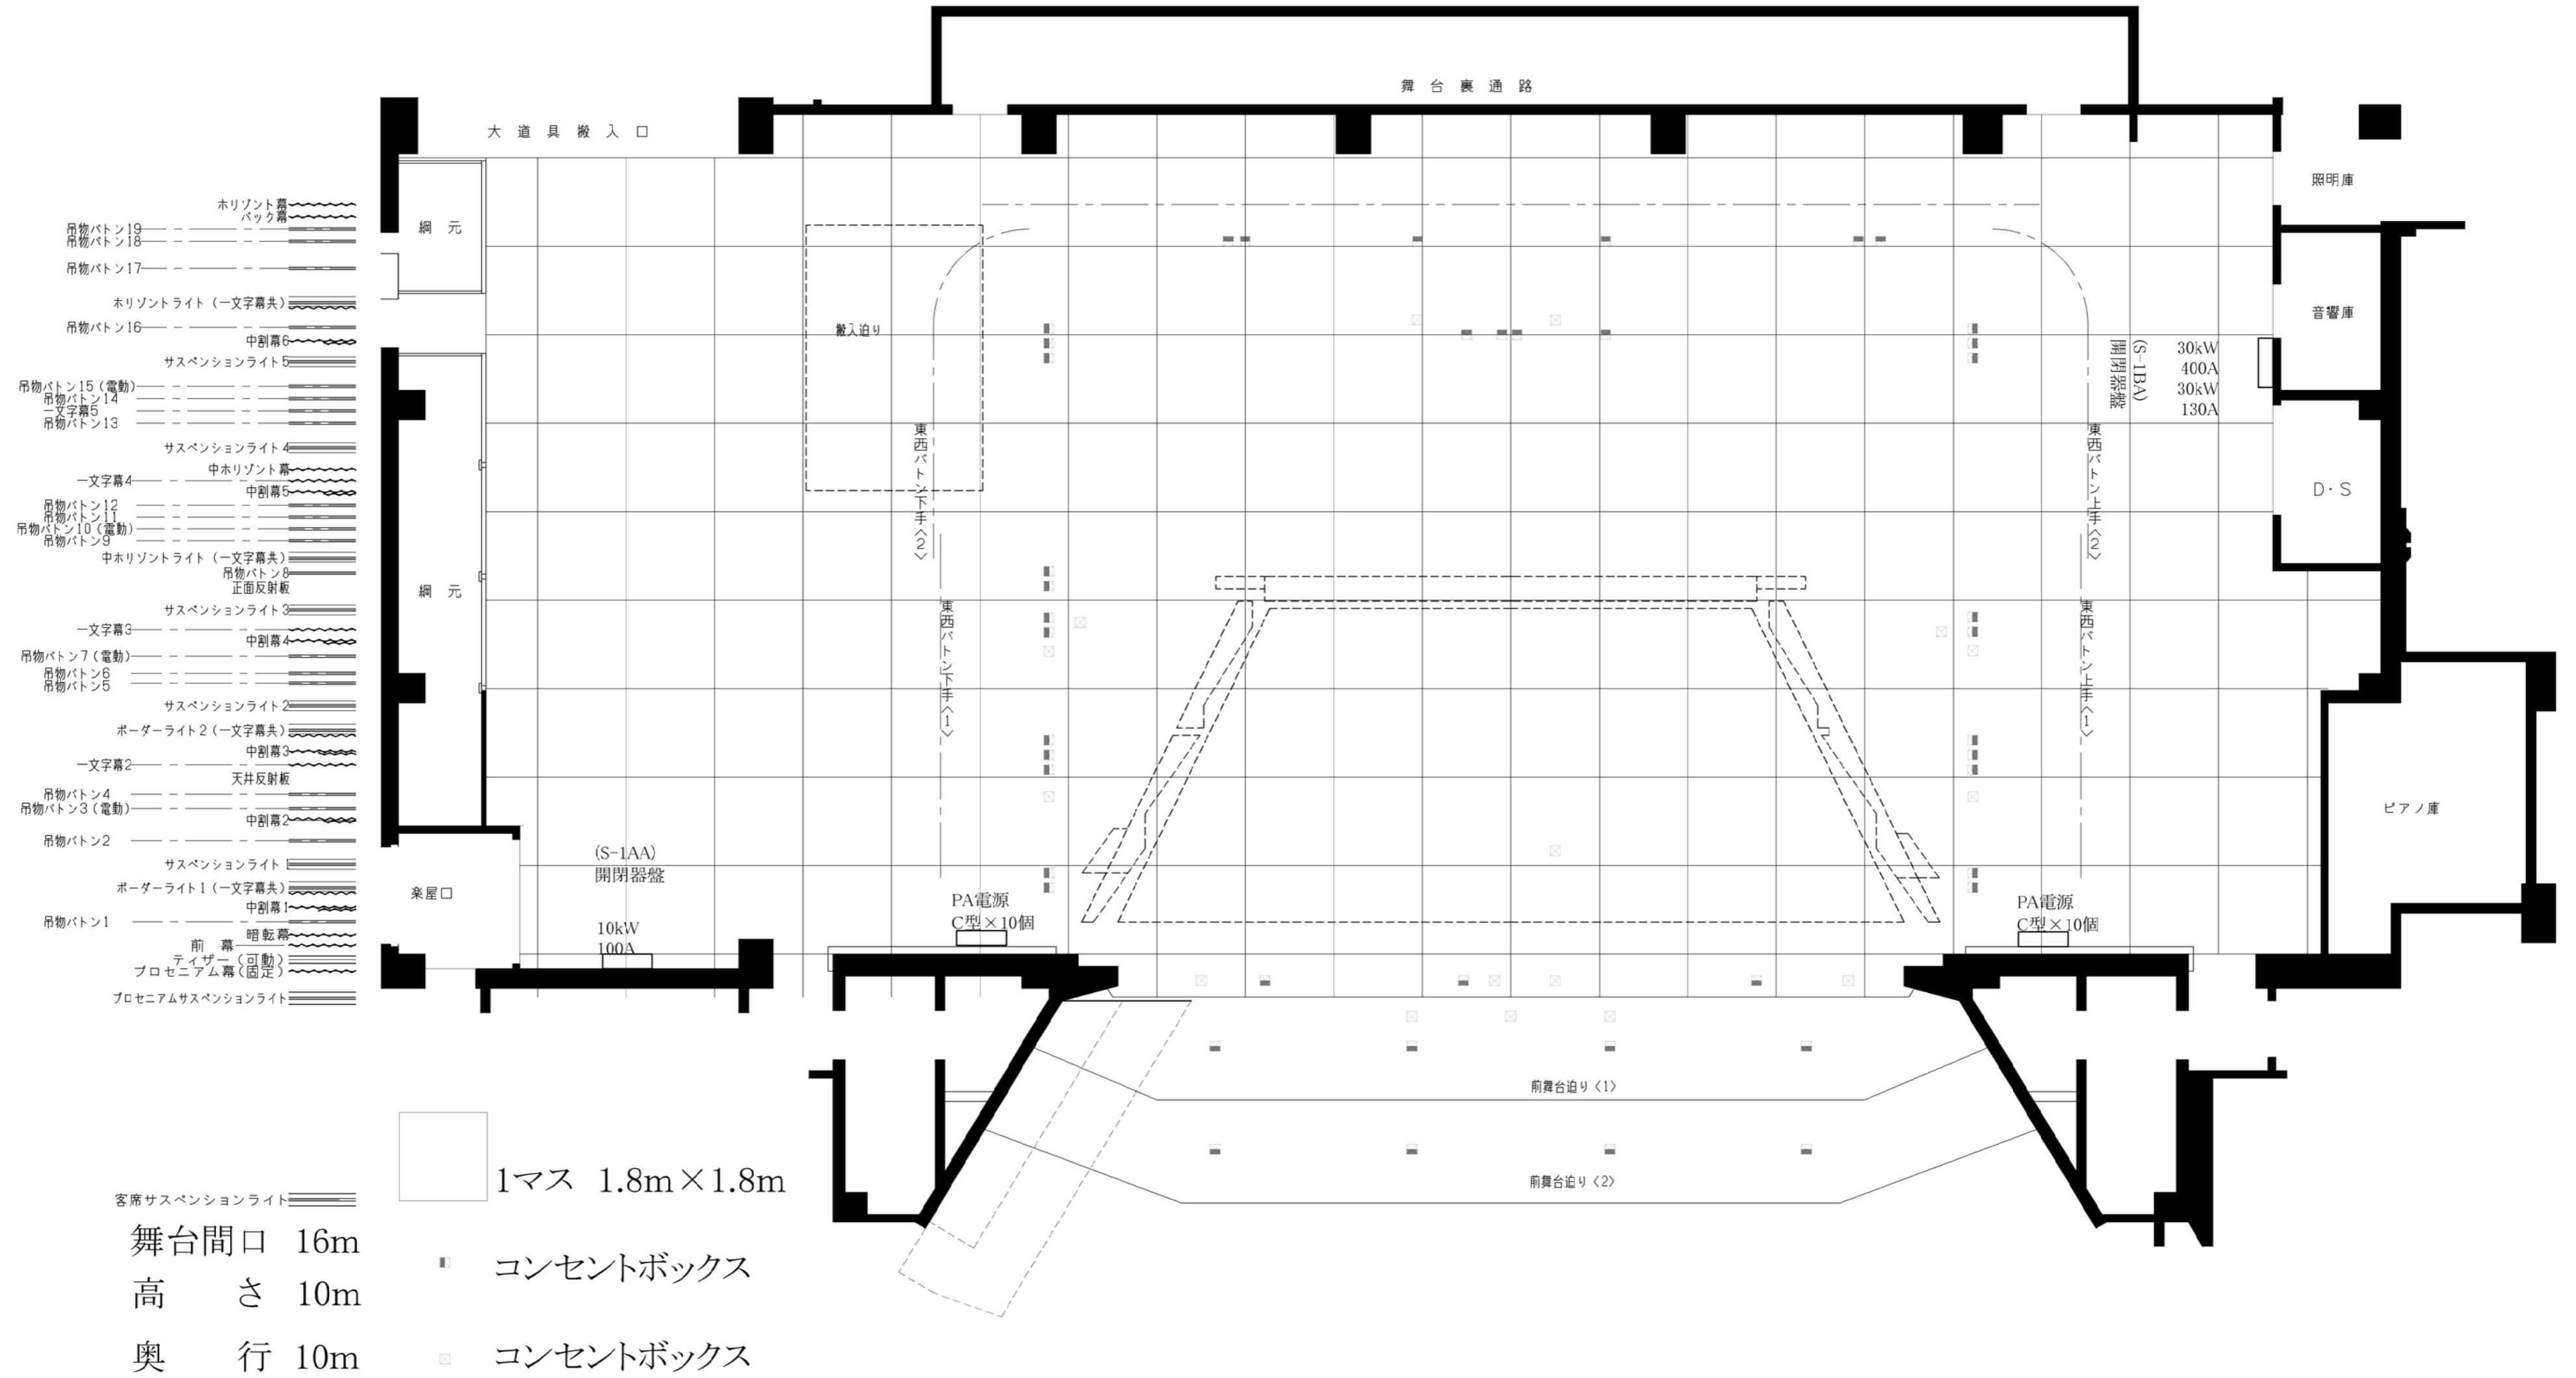 舞台裏通路
大道具搬入口
照明庫
ホリゾント幕
バック幕
吊物バトン19
吊物バトン18
綱元
吊物バトン17
ホリゾントライト（一文字幕共）
音響庫
吊物バトン16
搬入迫り
中割幕6
サスペンションライト5
(S-1BA)
開閉器盤
30kW
400A
30kW
130A
吊物バトン15（電動）
吊物バトン14
一文字幕5
吊物バトン13
東西バトン下手〈2〉
東西バトン上手〈2〉
サスペンションライト4
中ホリゾント幕
一文字幕4
中割幕5
D・S
吊物バトン12
吊物バトン11
吊物バトン10（電動）
吊物バトン9
中ホリゾントライト（一文字幕共）
吊物バトン8
正面反射板
綱元
サスペンションライト3
東西バトン下手〈1〉
東西バトン上手〈1〉
一文字幕3
中割幕4
吊物バトン7（電動）
吊物バトン6
吊物バトン5
サスペンションライト2
ボーダーライト2（一文字幕共）
中割幕3
一文字幕2
天井反射板
吊物バトン4
吊物バトン3（電動）
ピアノ庫
中割幕2
吊物バトン2
(S-1AA)
開閉器盤
サスペンションライト1
ボーダーライト1（一文字幕共）
楽屋口
中割幕1
PA電源
C型×10個
PA電源
C型×10個
吊物バトン1
10kW
100A
暗転幕
前幕
ティザー（可動）
プロセニアム幕(固定)
プロセニアムサスペンションライト
前舞台迫り〈1〉
前舞台迫り〈2〉
1マス 1.8m×1.8m
客席サスペンションライト
舞台間口 16m
コンセントボックス
高さ 10m
コンセントボックス
奥行 10m